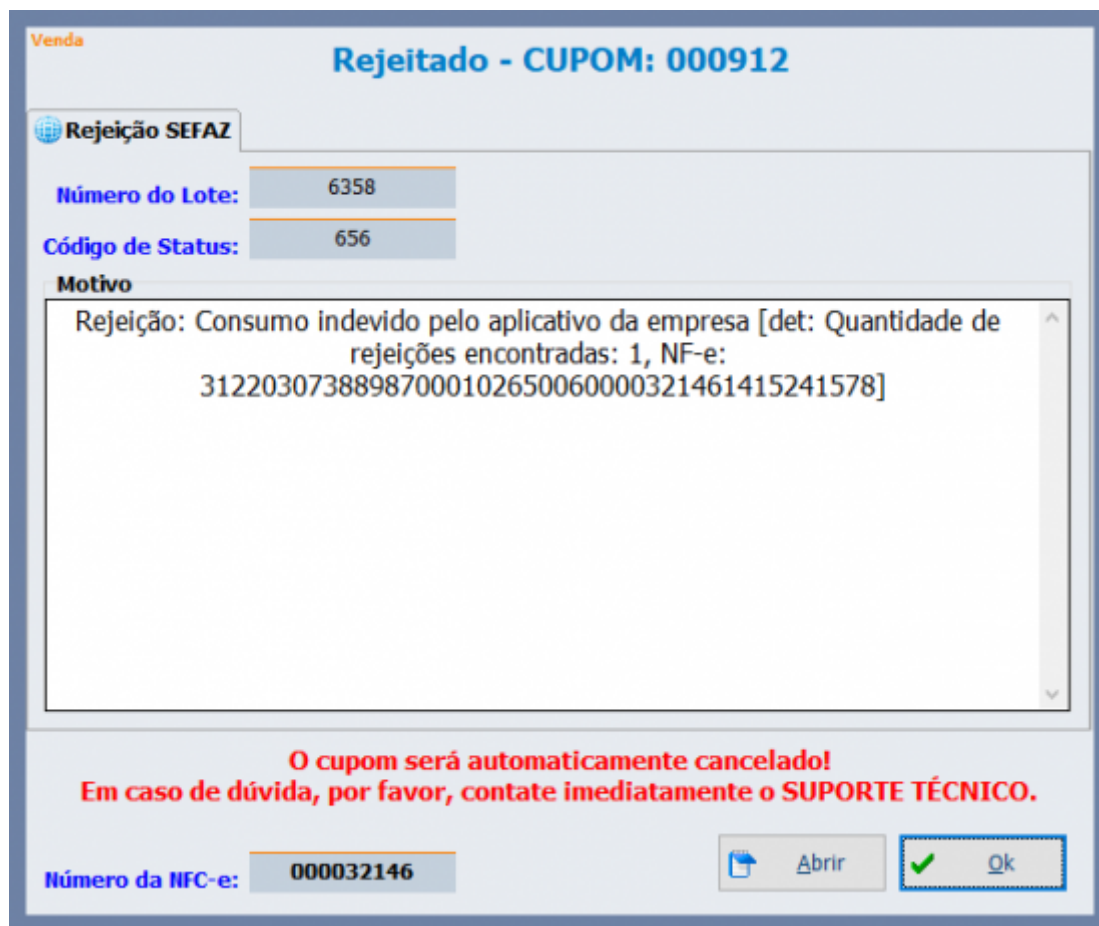 Venda
Rejeitado - CUPOM: 000912
Rejeição SEFAZ
Número do Lote: 6358
Código de Status: 656
Motivo
Rejeição: Consumo indevido pelo aplicativo da empresa [det: Quantidade de
rejeições encontradas: 1, NF-e:
31220307388987000102650060000321461415241578]
O cupom será automaticamente cancelado!
Em caso de dúvida, por favor, contate imediatamente o SUPORTE TÉCNICO.
Número da NFC-e: 000032146
Abrir
Ok